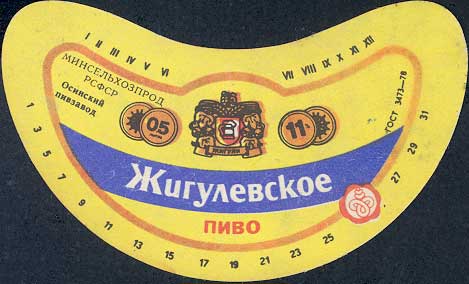 I II III IV V VI
VII VIII IX X XI XII
МИНСЕЛЬХОЗПРОД
РСФСР
Осинский
пивзавод
05
11%
ЖИГУЛИ
ГОСТ 3473-78
Жигулевское
ПИВО
1 3 5 7 9 11 13 15 17 19 21 23 25 27 29 31